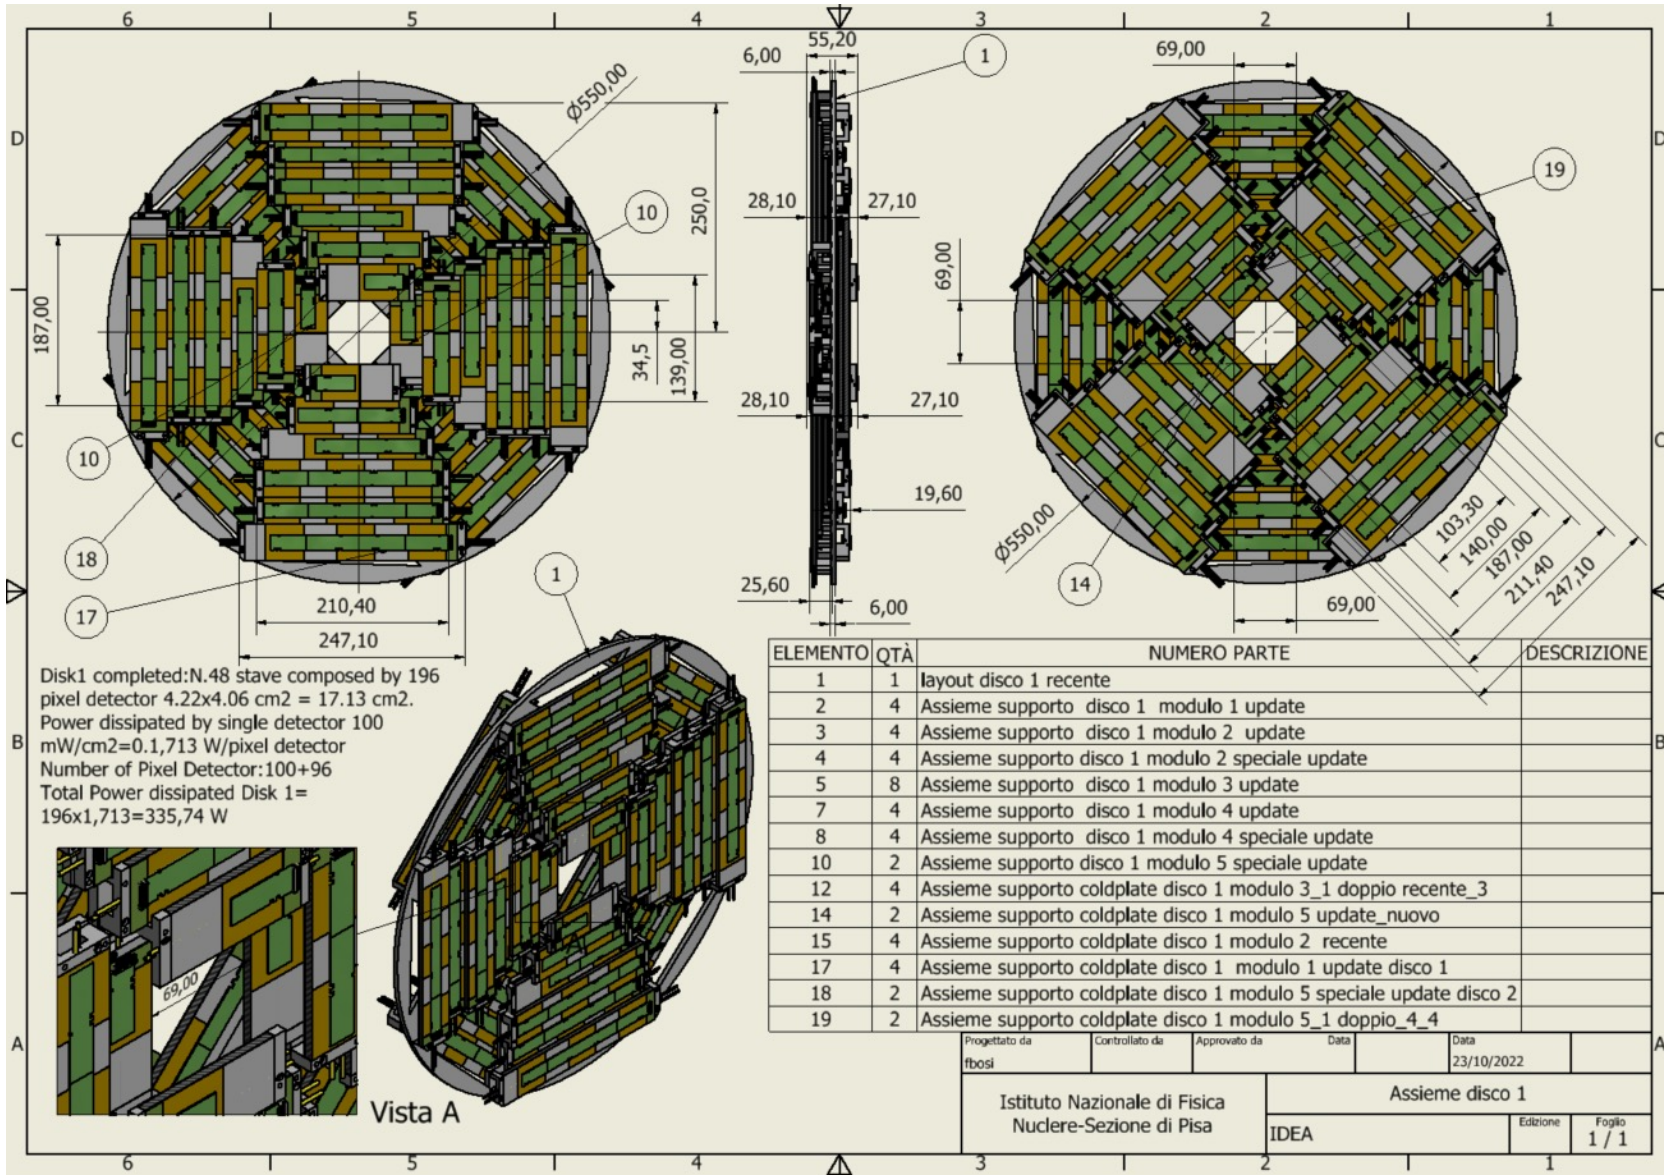 6 5 4 3 2 1
D
C
B
A
D
C
B
A
Ø550,00
250,0
10
187,00
34,5
139,00
10
18
17
210,40
247,10
55,20
6,00
1
28,10
27,10
28,10
27,10
19,60
25,60
6,00
69,00
19
69,00
Ø550,00
14
69,00
103,30
140,00
187,00
211,40
247,10
1
Disk1 completed:N.48 stave composed by 196
pixel detector 4.22x4.06 cm2 = 17.13 cm2.
Power dissipated by single detector 100
mW/cm2=0.1,713 W/pixel detector
Number of Pixel Detector:100+96
Total Power dissipated Disk 1=
196x1,713=335,74 W
69,00
A
Vista A
ELEMENTO QTÀ NUMERO PARTE DESCRIZIONE
1 1 layout disco 1 recente
2 4 Assieme supporto disco 1 modulo 1 update
3 4 Assieme supporto disco 1 modulo 2 update
4 4 Assieme supporto disco 1 modulo 2 speciale update
5 8 Assieme supporto disco 1 modulo 3 update
7 4 Assieme supporto disco 1 modulo 4 update
8 4 Assieme supporto disco 1 modulo 4 speciale update
10 2 Assieme supporto disco 1 modulo 5 speciale update
12 4 Assieme supporto coldplate disco 1 modulo 3_1 doppio recente_3
14 2 Assieme supporto coldplate disco 1 modulo 5 update_nuovo
15 4 Assieme supporto coldplate disco 1 modulo 2 recente
17 4 Assieme supporto coldplate disco 1 modulo 1 update disco 1
18 2 Assieme supporto coldplate disco 1 modulo 5 speciale update disco 2
19 2 Assieme supporto coldplate disco 1 modulo 5_1 doppio_4_4
Progettato da Controllato da Approvato da Data Data
fbosi 23/10/2022
Istituto Nazionale di Fisica
Nuclere-Sezione di Pisa
Assieme disco 1
IDEA
Edizione Foglio
1 / 1
6 5 4 3 2 1